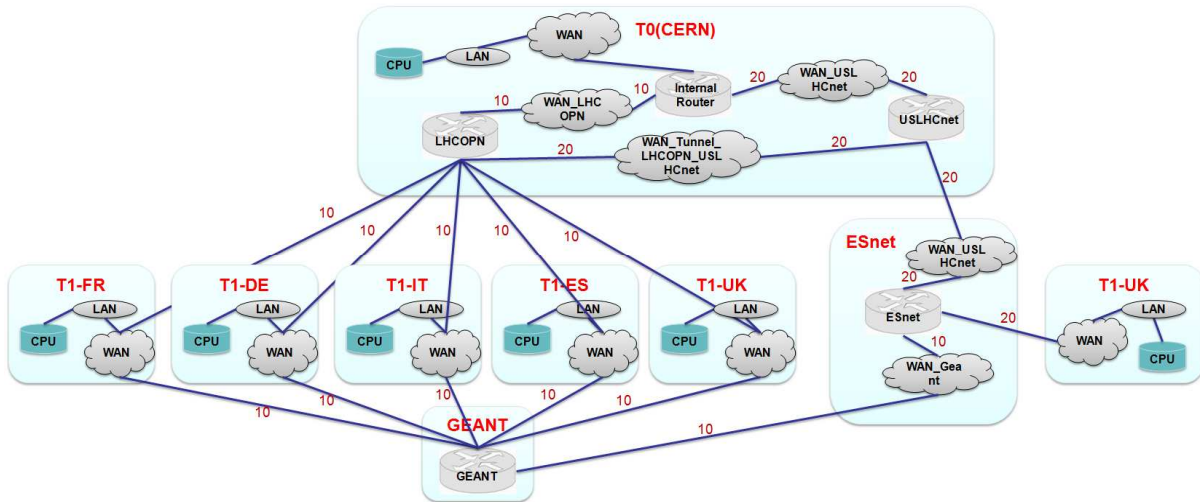 T0(CERN)
WAN
LAN
CPU
Internal
Router
20
WAN_USL
HCnet
20
10
WAN_LHC
OPN
10
LHCOPN
USLHCnet
20
WAN_Tunnel_
LHCOPN_USL
HCnet
20
20
10
10
10
10
10
ESnet
WAN_USL
HCnet
20
ESnet
20
10
WAN_Gea
nt
T1-FR
LAN
CPU
WAN
T1-DE
LAN
CPU
WAN
T1-IT
LAN
CPU
WAN
T1-ES
LAN
CPU
WAN
T1-UK
LAN
CPU
WAN
T1-UK
LAN
WAN
CPU
10
10
10
10
10
10
GEANT
GEANT